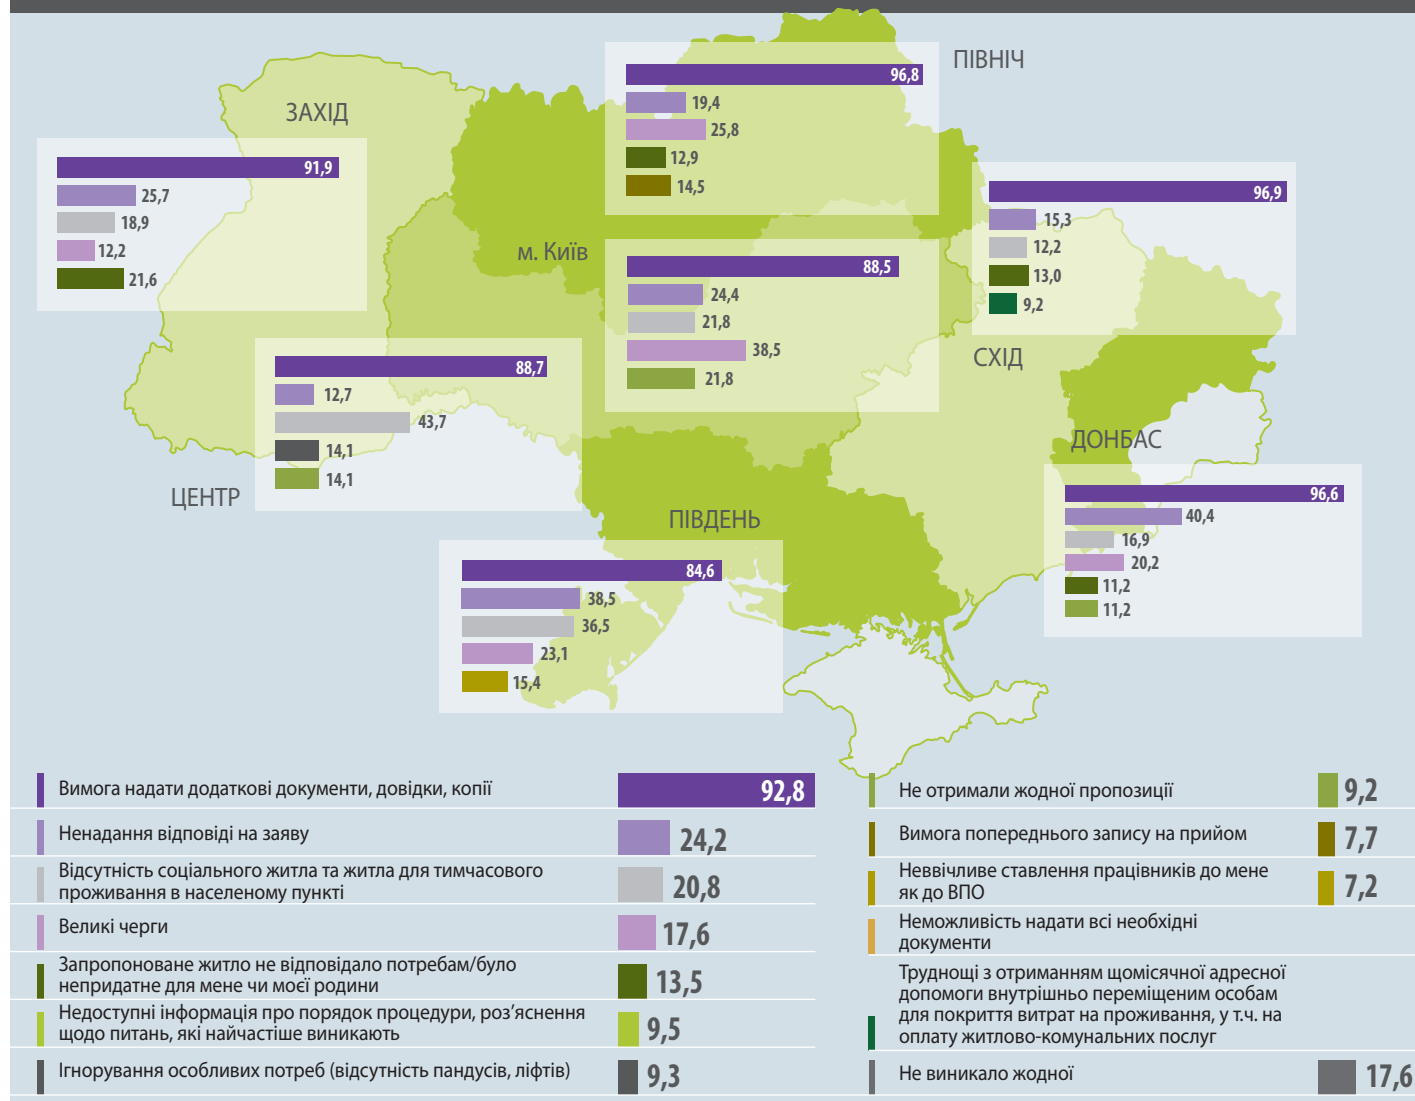 ПІВНІЧ
96,8
19,4
25,8
12,9
14,5
ЗАХІД
91,9
25,7
18,9
12,2
21,6
96,9
15,3
12,2
13,0
9,2
СХІД
м. Київ
88,5
24,4
21,8
38,5
21,8
88,7
12,7
43,7
14,1
14,1
ЦЕНТР
ДОНБАС
96,6
40,4
16,9
20,2
11,2
11,2
ПІВДЕНЬ
84,6
38,5
36,5
23,1
15,4
Вимога надати додаткові документи, довідки, копії
92,8
Ненадання відповіді на заяву
24,2
Відсутність соціального житла та житла для тимчасового
проживання в населеному пункті
20,8
Великі черги
17,6
Запропоноване житло не відповідало потребам/було
непридатне для мене чи моєї родини
13,5
Недоступні інформація про порядок процедури, роз’яснення
щодо питань, які найчастіше виникають
9,5
Ігнорування особливих потреб (відсутність пандусів, ліфтів)
9,3
Не отримали жодної пропозиції
9,2
Вимога попереднього запису на прийом
7,7
Неввічливе ставлення працівників до мене
як до ВПО
7,2
Неможливість надати всі необхідні
документи
Труднощі з отриманням щомісячної адресної
допомоги внутрішньо переміщеним особам
для покриття витрат на проживання, у т.ч. на
оплату житлово-комунальних послуг
Не виникало жодної
17,6